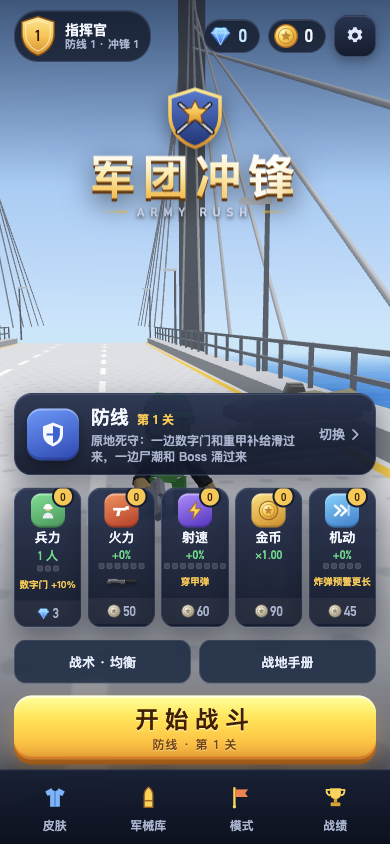 1
指挥官
防线 1 · 冲锋 1
0
0
军团冲锋
ARMY RUSH
防线 第 1 关
原地死守：一边数字门和重甲补给滑过
来，一边尸潮和 Boss 涌过来
切换
0
0
0
0
0
兵力
火力
射速
金币
机动
1 人
+0%
+0%
×1.00
+0%
数字门 +10%
穿甲弹
炸弹预警更长
3
50
60
90
45
战术 · 均衡
战地手册
开始战斗
防线 · 第 1 关
皮肤
军械库
模式
战绩